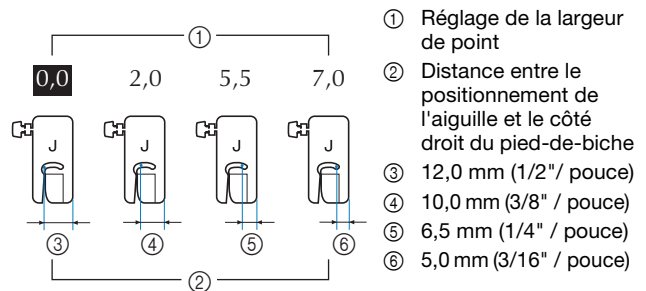 ①
0,0 2,0 5,5 7,0
J J J J
③ ④ ⑤ ⑥
②
① Réglage de la largeur
de point
② Distance entre le
positionnement de
l'aiguille et le côté
droit du pied-de-biche
③ 12,0 mm (1/2"/ pouce)
④ 10,0 mm (3/8" / pouce)
⑤ 6,5 mm (1/4" / pouce)
⑥ 5,0 mm (3/16" / pouce)